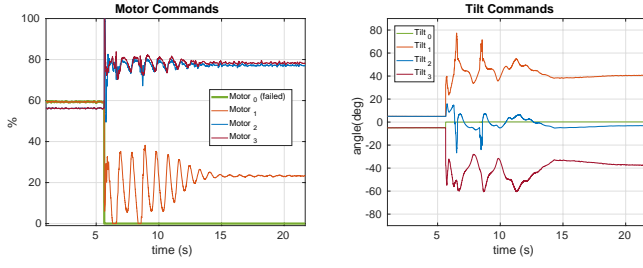 Motor Commands
100
80
60
40
20
0
%
5
10
15
20
time (s)
Motor 0 (failed)
Motor 1
Motor 2
Motor 3
Tilt Commands
80
60
40
20
0
-20
-40
-60
-80
angle(deg)
5
10
15
20
time (s)
Tilt 0
Tilt 1
Tilt 2
Tilt 3